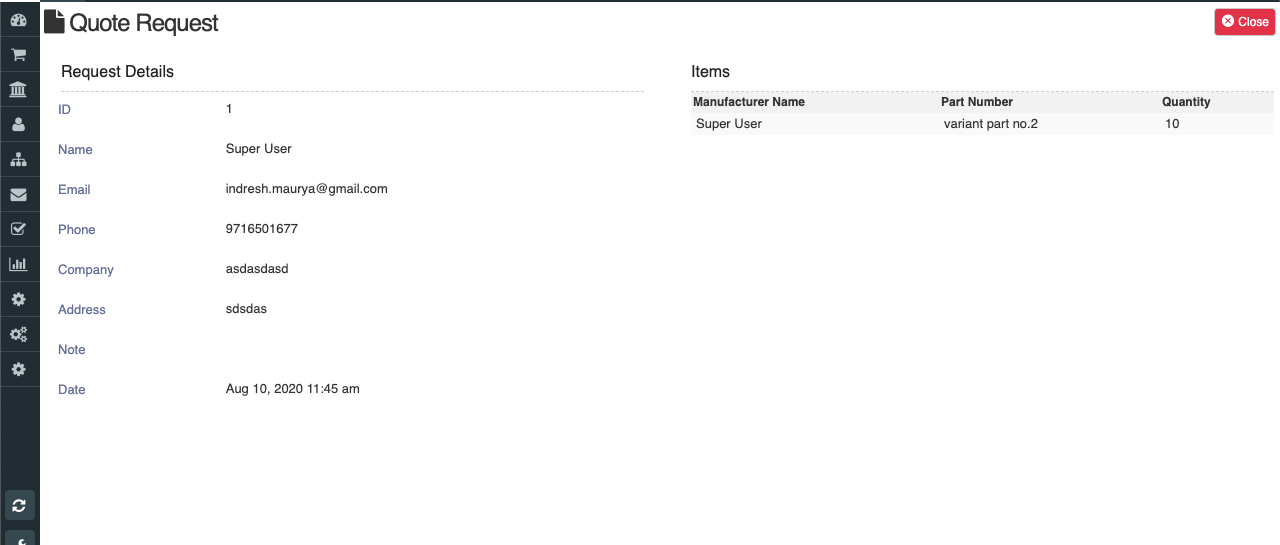 Quote Request
Close
Request Details
ID 1
Name Super User
Email indresh.maurya@gmail.com
Phone 9716501677
Company asdasdasd
Address sdsdas
Note
Date Aug 10, 2020 11:45 am
Items
Manufacturer Name Part Number Quantity
Super User variant part no.2 10